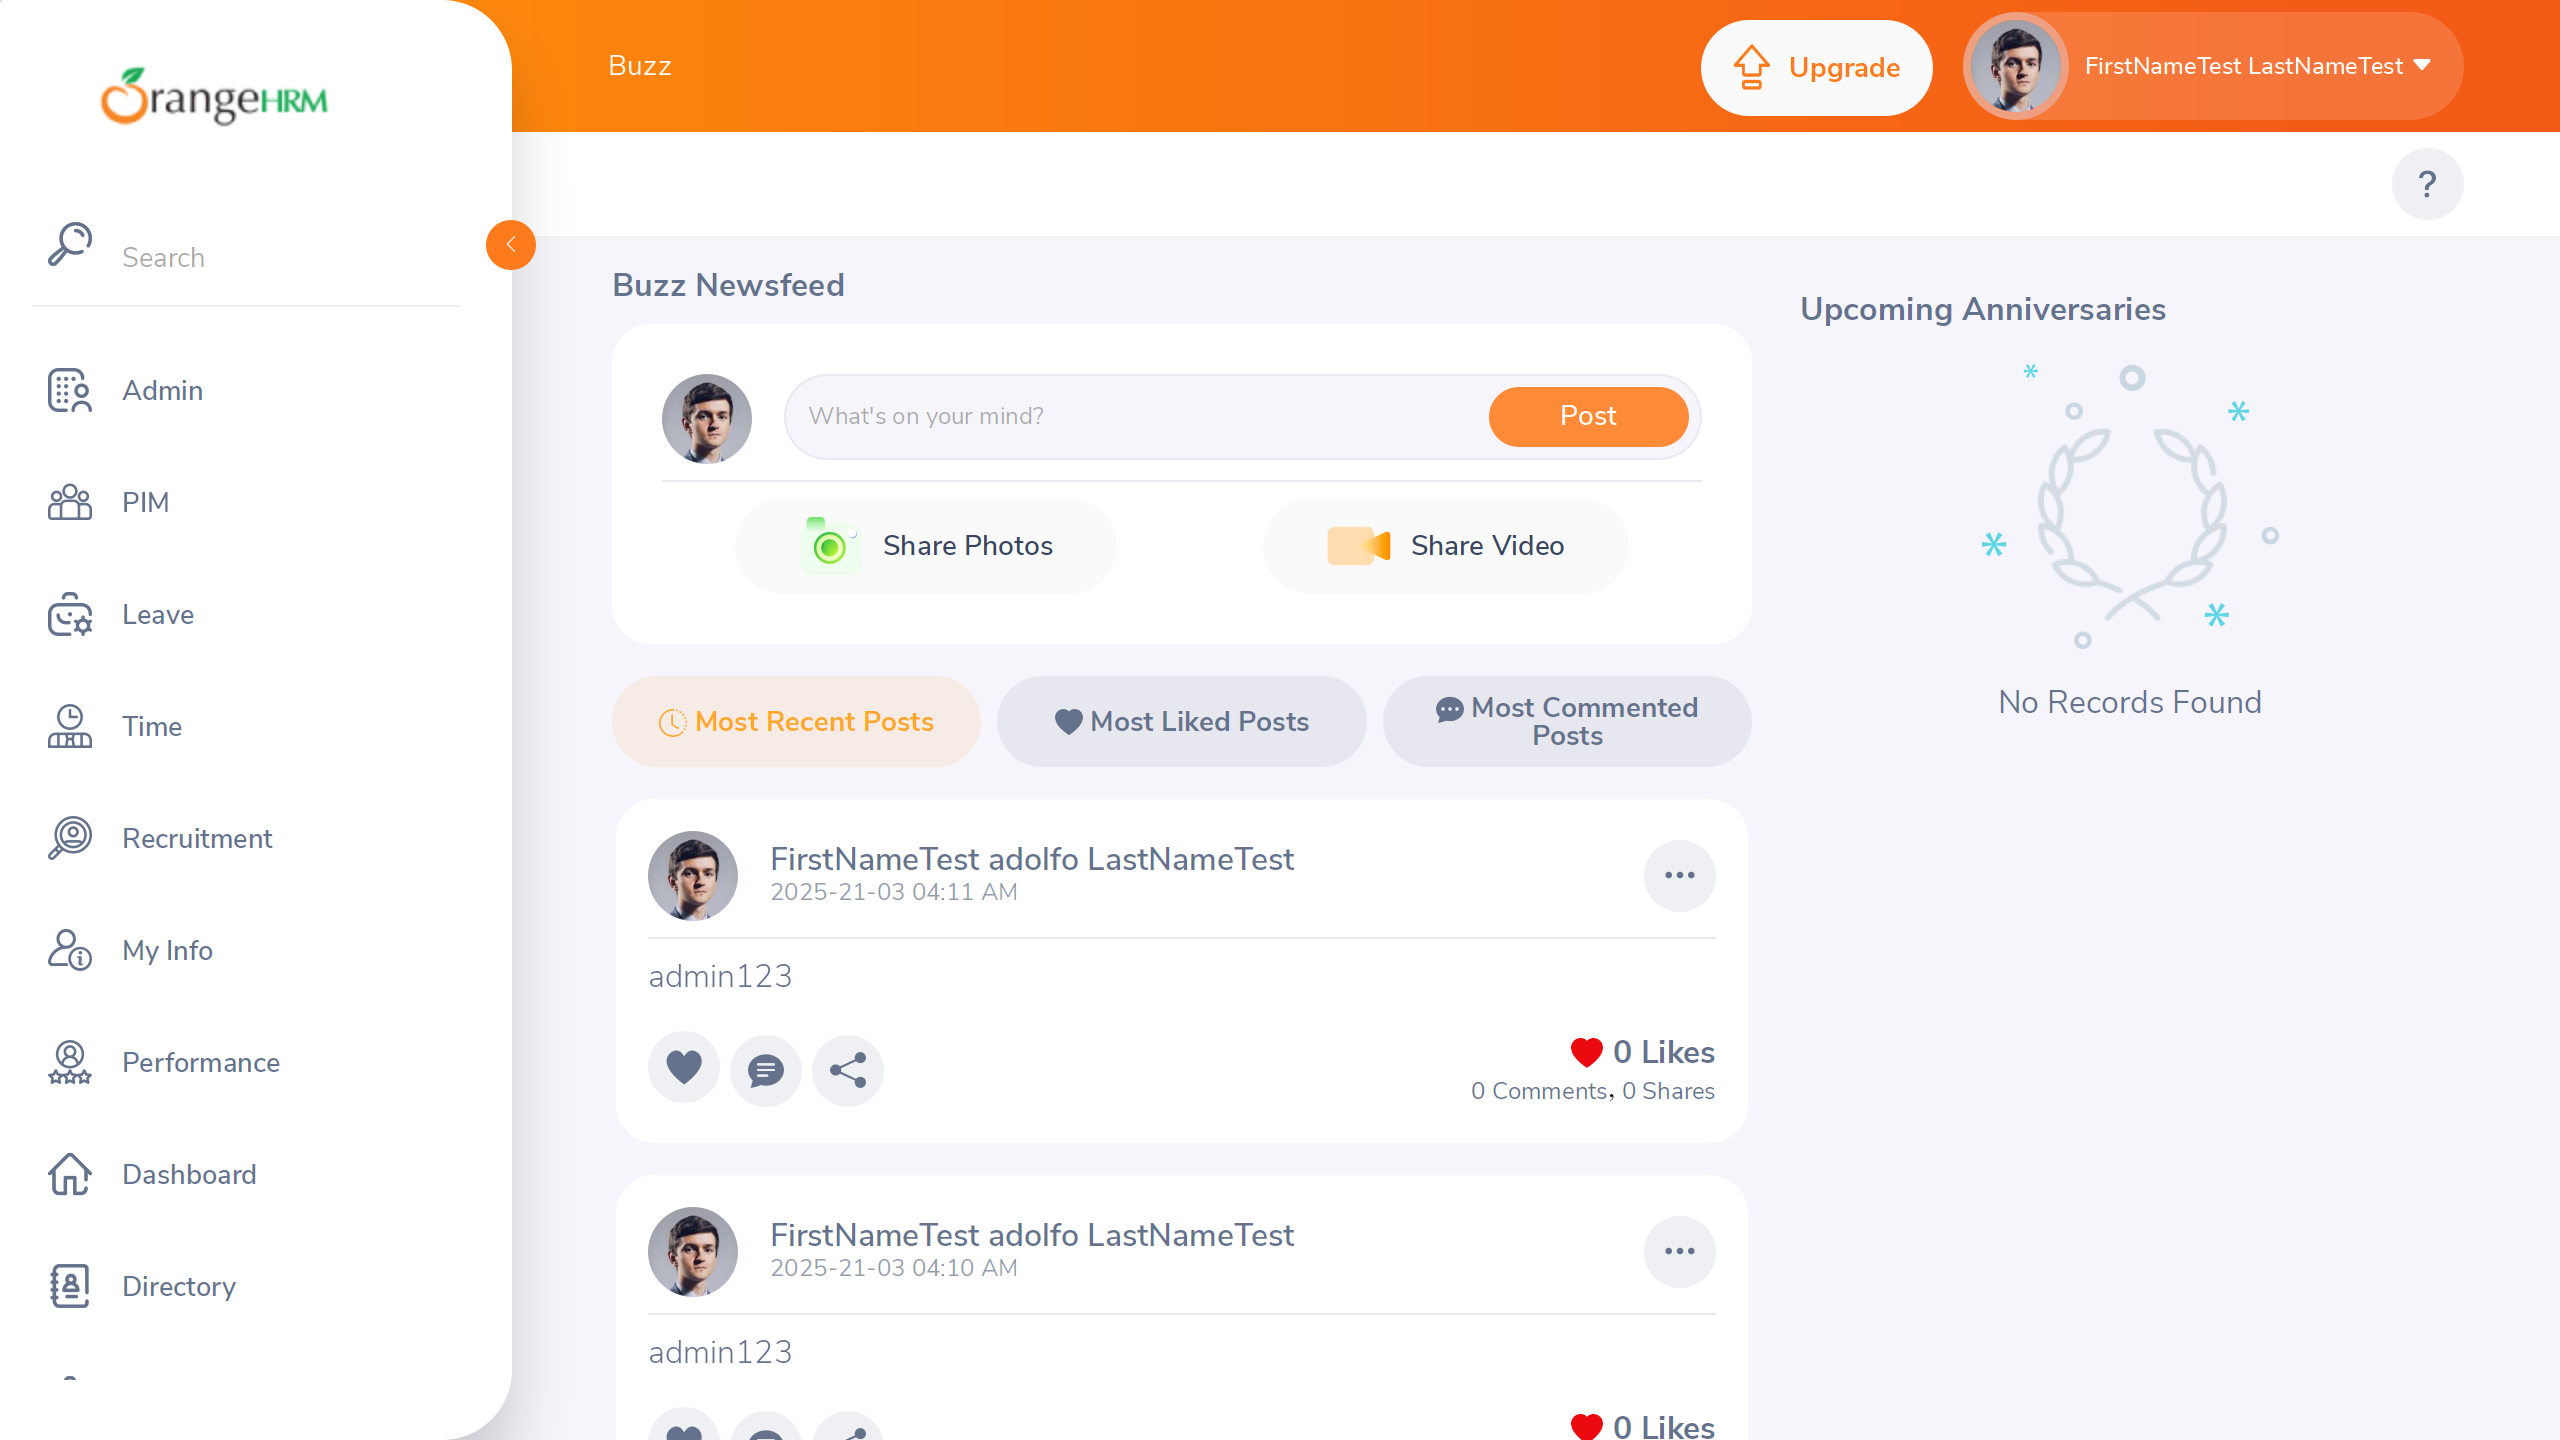 OrangeHRM
Search
Admin
PIM
Leave
Time
Recruitment
My Info
Performance
Dashboard
Directory
Buzz
Upgrade
FirstNameTest LastNameTest
?
Buzz Newsfeed
What's on your mind?
Post
Share Photos
Share Video
Most Recent Posts
Most Liked Posts
Most Commented
Posts
FirstNameTest adolfo LastNameTest
2025-21-03 04:11 AM
admin123
0 Likes
0 Comments, 0 Shares
FirstNameTest adolfo LastNameTest
2025-21-03 04:10 AM
admin123
0 Likes
Upcoming Anniversaries
No Records Found